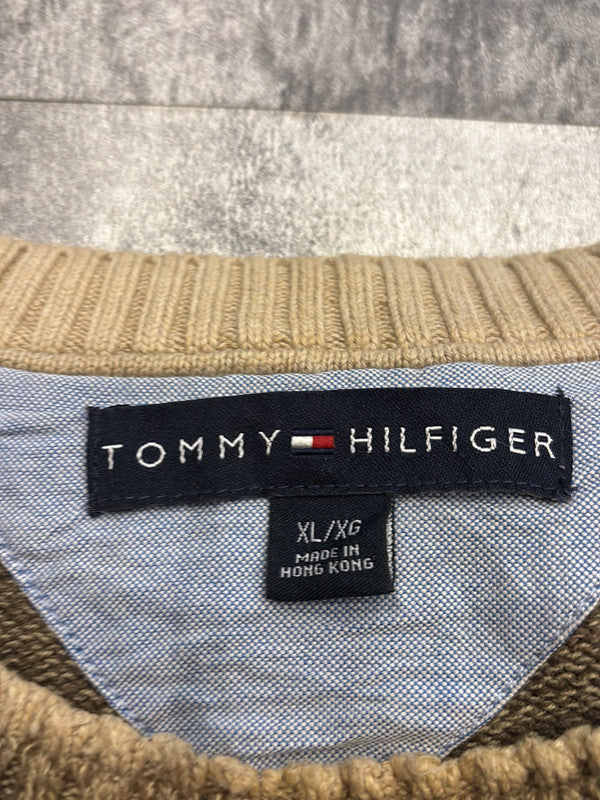 TOMMY HILFIGER
XL/XG
MADE IN
HONG KONG